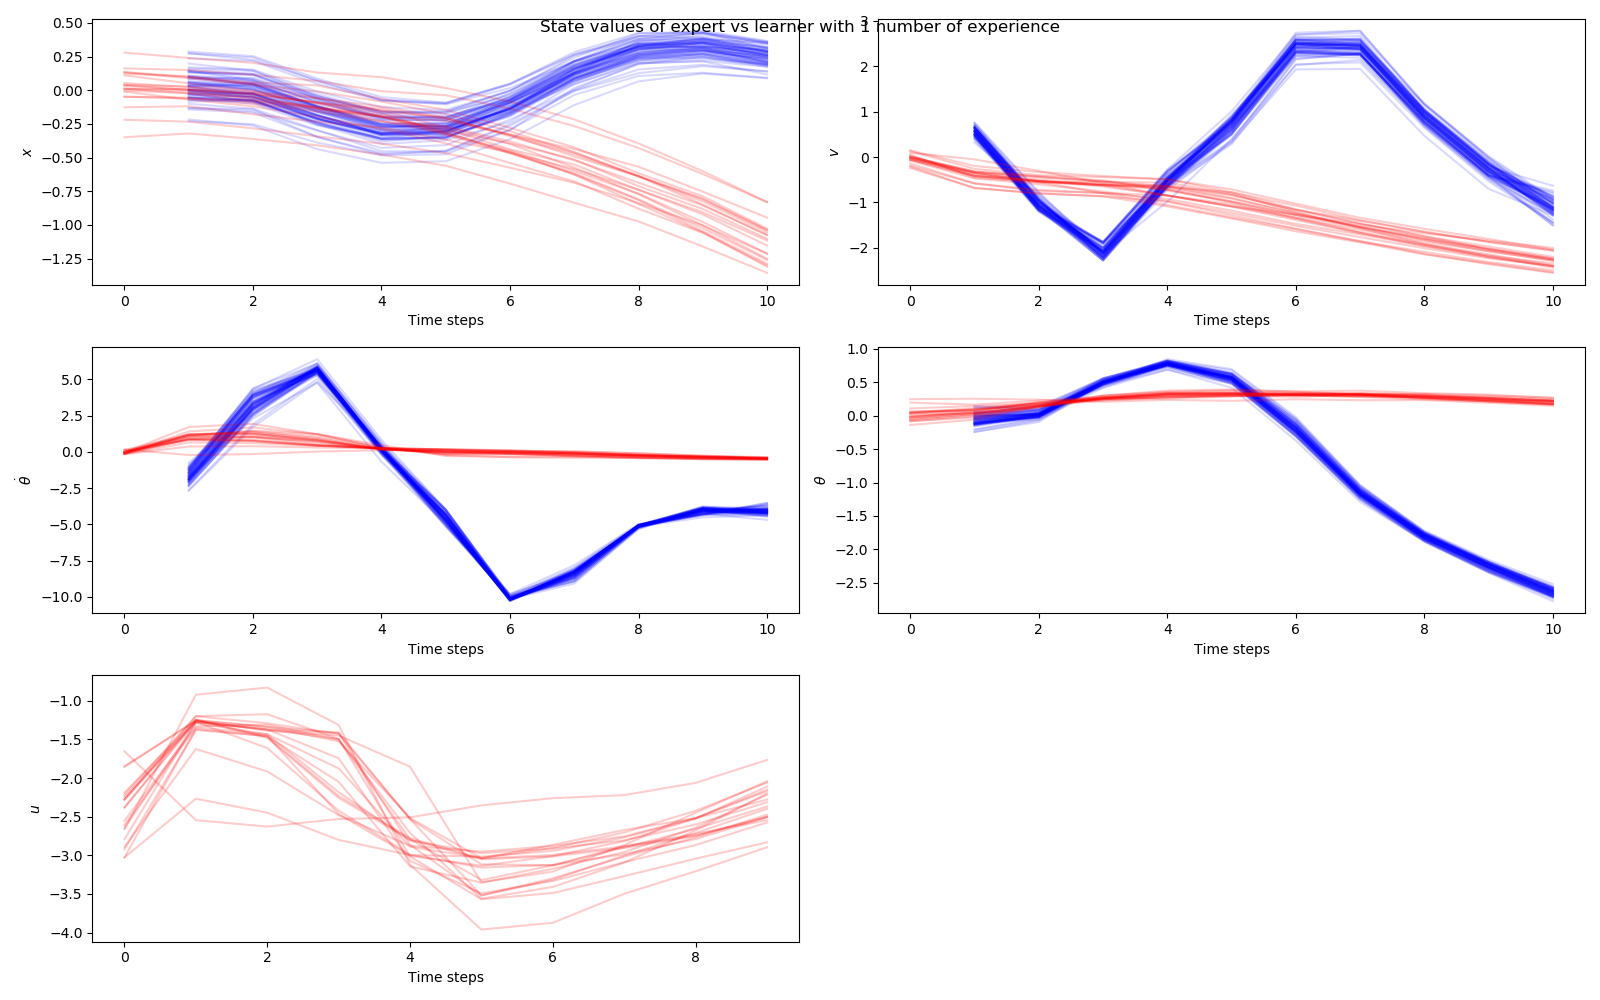 State values of expert vs learner with 1 number of experience
0.50
0.25
0.00
−0.25
−0.50
−0.75
−1.00
−1.25
x
0 2 4 6 8 10
Time steps
3
2
1
0
−1
−2
v
0 2 4 6 8 10
Time steps
5.0
2.5
0.0
−2.5
−5.0
−7.5
−10.0
θ̇
0 2 4 6 8 10
Time steps
1.0
0.5
0.0
−0.5
−1.0
−1.5
−2.0
−2.5
θ
0 2 4 6 8 10
Time steps
−1.0
−1.5
−2.0
−2.5
−3.0
−3.5
−4.0
u
0 2 4 6 8
Time steps